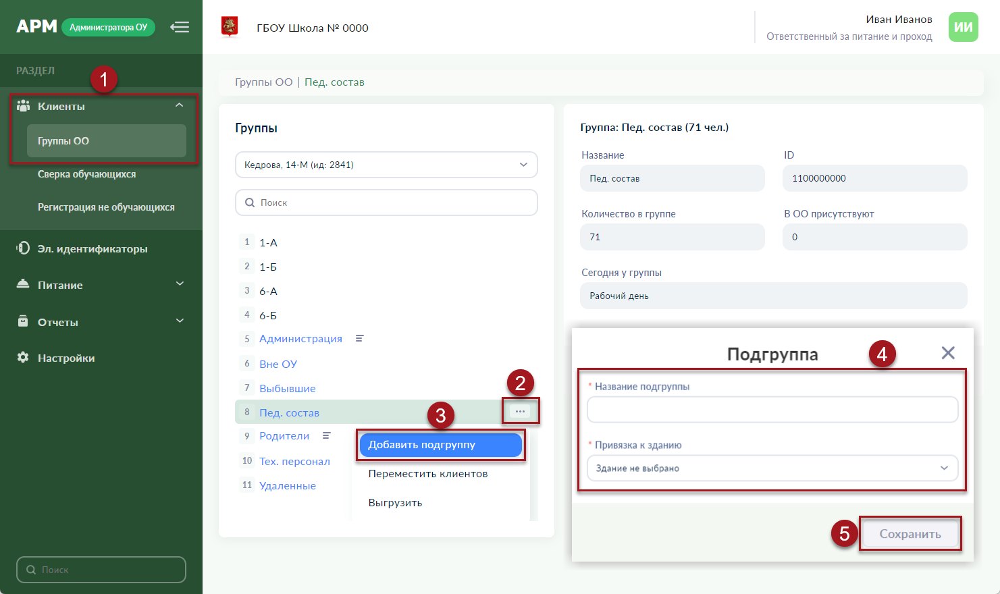 АРМ Администратора ОУ
РАЗДЕЛ
1
Клиенты
Группы ОО
Сверка обучающихся
Регистрация не обучающихся
Эл. идентификаторы
Питание
Отчеты
Настройки
Поиск
ГБОУ Школа № 0000
Иван Иванов
Ответственный за питание и проход
ИИ
Группы ОО | Пед. состав
Группы
Кедрова, 14-М (ид: 2841)
Поиск
1 1-А
2 1-Б
3 6-А
4 6-Б
5 Администрация
6 Вне ОУ
7 Выбывшие
2
8 Пед. состав ...
3
9 Родители
10 Тех. персонал
11 Удаленные
Добавить подгруппу
Переместить клиентов
Выгрузить
Группа: Пед. состав (71 чел.)
Название
Пед. состав
ID
1100000000
Количество в группе
71
В ОО присутствуют
0
Сегодня у группы
Рабочий день
Подгруппа
4
* Название подгруппы
* Привязка к зданию
Здание не выбрано
5
Сохранить